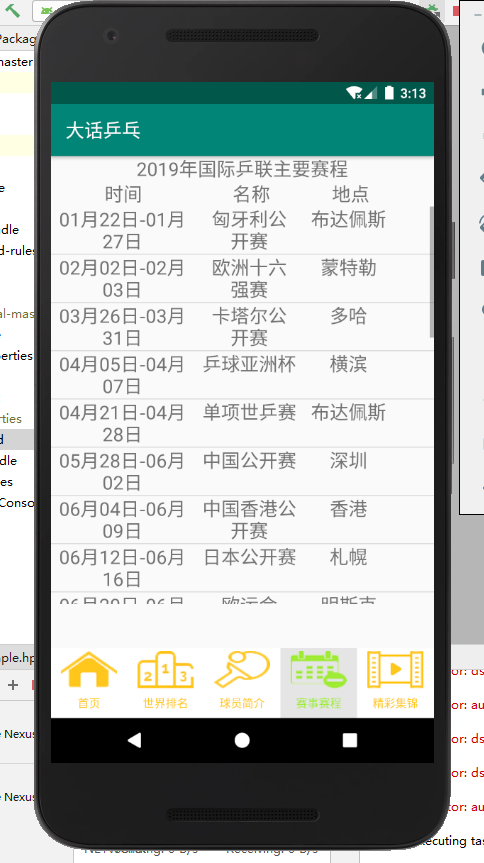 Packag
master
3:13
大话乒乓
2019年国际乒联主要赛程
时间 名称 地点
01月22日-01月27日 匈牙利公开赛 布达佩斯
02月02日-02月03日 欧洲十六强赛 蒙特勒
03月26日-03月31日 卡塔尔公开赛 多哈
04月05日-04月07日 乒球亚洲杯 横滨
04月21日-04月28日 单项世乒赛 布达佩斯
05月28日-06月02日 中国公开赛 深圳
06月04日-06月09日 中国香港公开赛 香港
06月12日-06月16日 日本公开赛 札幌
首页 世界排名 球员简介 赛事赛程 精彩集锦